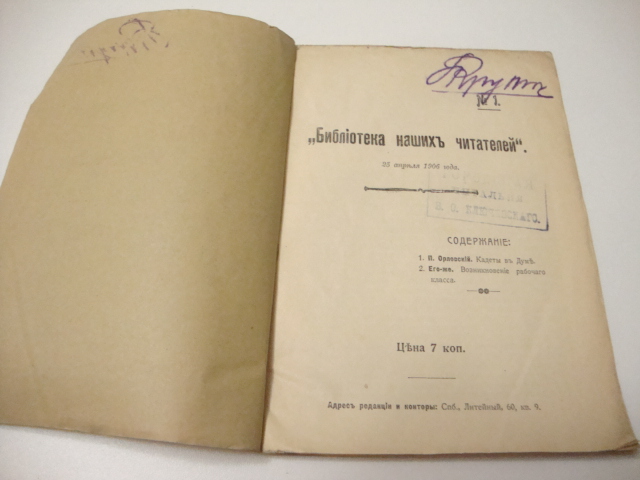 № 1.
„Библіотека нашихъ читателей“.
25 апрѣля 1906 года.
СОДЕРЖАНІЕ:
1. П. Орловскій. Кадеты въ Думѣ.
2. Его-же. Возникновеніе рабочаго
класса.
Цѣна 7 коп.
Адресъ редакціи и конторы: Спб., Литейный, 60, кв. 9.